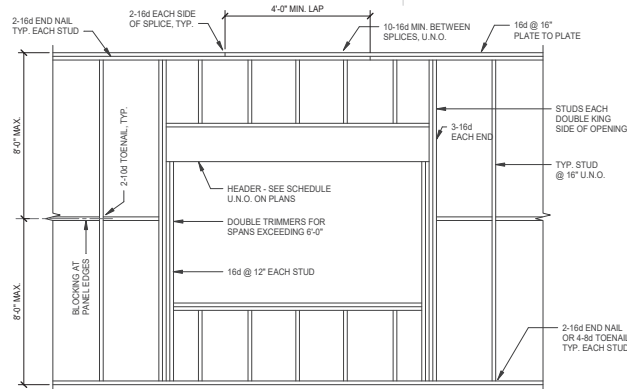 2-16d END NAIL
TYP. EACH STUD
2-16d EACH SIDE
OF SPLICE, TYP.
4'-0" MIN. LAP
10-16d MIN. BETWEEN
SPLICES, U.N.O.
16d @ 16"
PLATE TO PLATE
8'-0" MAX.
2-10d TOENAIL, TYP.
3-16d
EACH END
STUDS EACH
DOUBLE KING
SIDE OF OPENING
TYP. STUD
@ 16" U.N.O.
HEADER - SEE SCHEDULE
U.N.O. ON PLANS
DOUBLE TRIMMERS FOR
SPANS EXCEEDING 6'-0"
16d @ 12" EACH STUD
BLOCKING AT
PANEL EDGES
8'-0" MAX.
2-16d END NAIL
OR 4-8d TOENAIL
TYP. EACH STUD